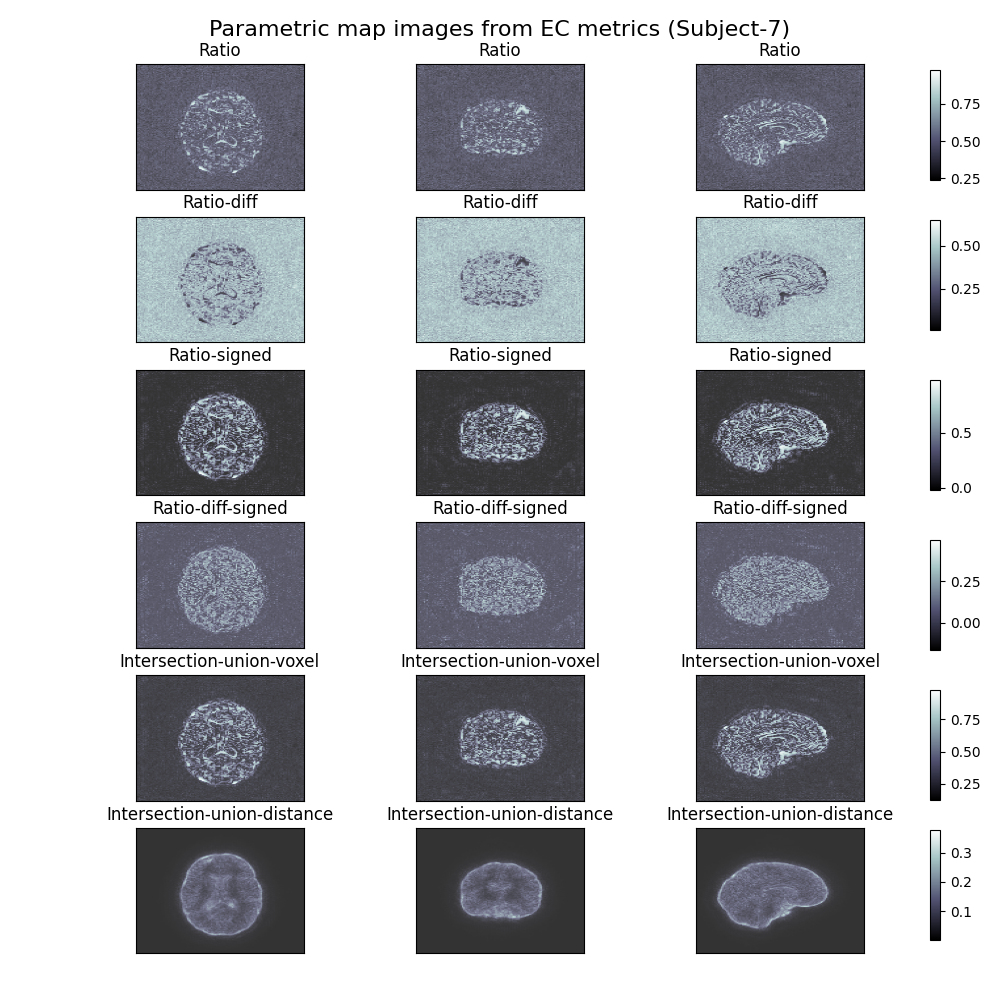 Parametric map images from EC metrics (Subject-7)
Ratio Ratio Ratio
0.75
0.50
0.25
Ratio-diff Ratio-diff Ratio-diff
0.50
0.25
Ratio-signed Ratio-signed Ratio-signed
0.5
0.0
Ratio-diff-signed Ratio-diff-signed Ratio-diff-signed
0.25
0.00
Intersection-union-voxel Intersection-union-voxel Intersection-union-voxel
0.75
0.50
0.25
Intersection-union-distance Intersection-union-distance Intersection-union-distance
0.3
0.2
0.1